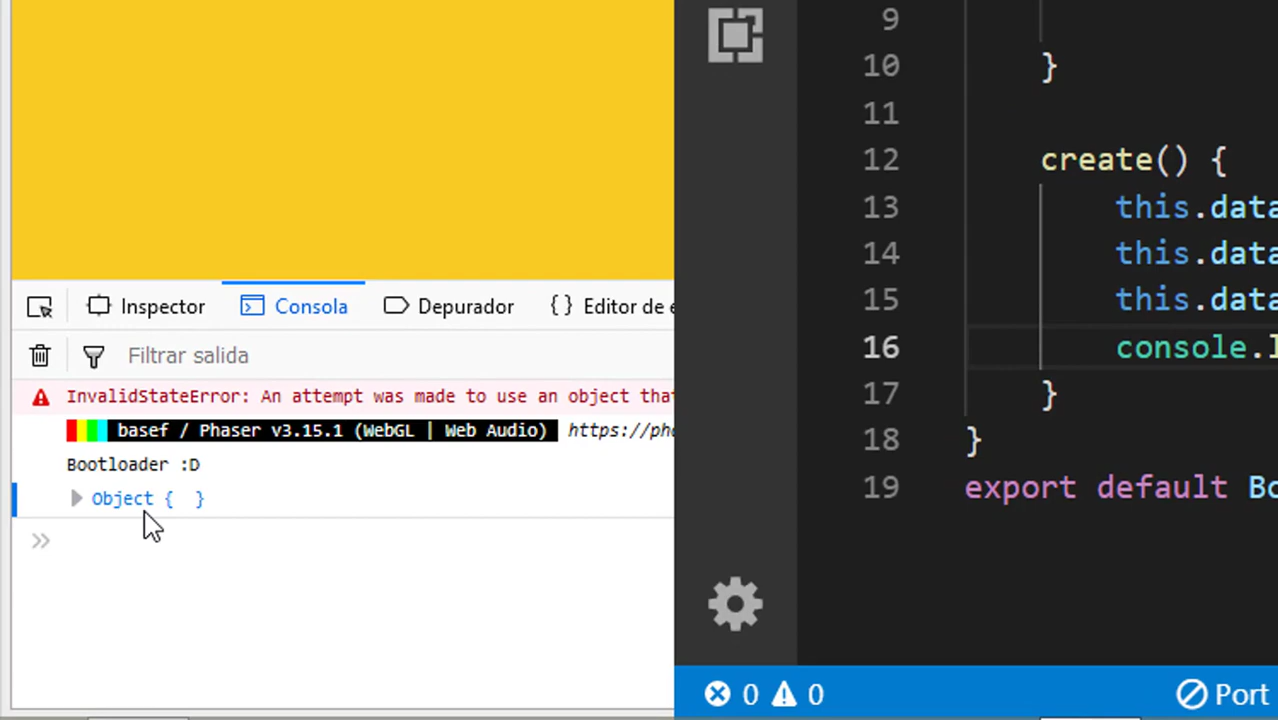 Inspector
Consola
Depurador
{ } Editor de e
Filtrar salida
InvalidStateError: An attempt was made to use an object that
basef / Phaser v3.15.1 (WebGL | Web Audio) https://pha
Bootloader :D
Object { }
»
9
10 }
11
12 create() {
13 this.data
14 this.data
15 this.data
16 console.l
17 }
18 }
19 export default Bo
0 0
Port